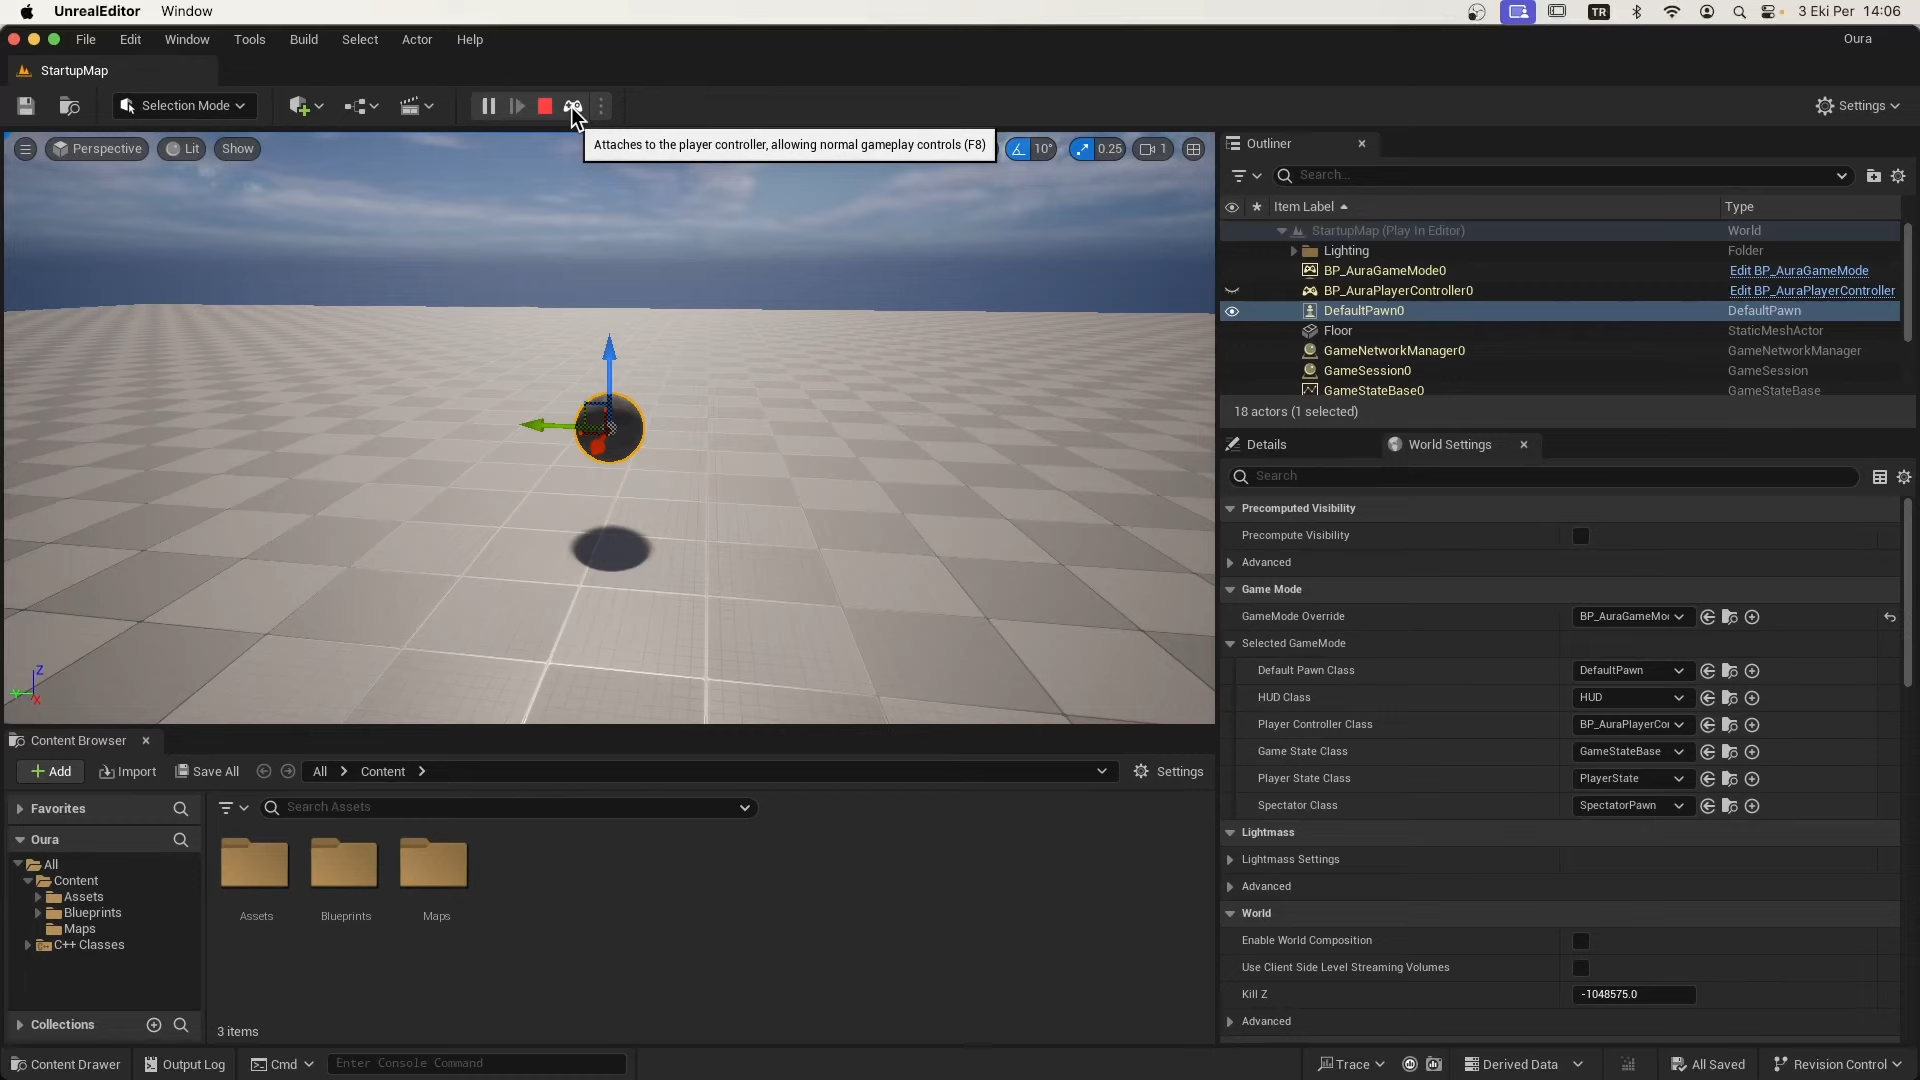 UnrealEditor Window
TR 3 Eki Per 14:06
File Edit Window Tools Build Select Actor Help
Oura
StartupMap
Selection Mode
Settings
Attaches to the player controller, allowing normal gameplay controls (F8)
Perspective Lit Show
10° 0.25 1
Outliner
Search...
Item Label Type
StartupMap (Play In Editor) World
Lighting Folder
BP_AuraGameMode0 Edit BP_AuraGameMode
BP_AuraPlayerController0 Edit BP_AuraPlayerController
DefaultPawn0 DefaultPawn
Floor StaticMeshActor
GameNetworkManager0 GameNetworkManager
GameSession0 GameSession
GameStateBase0 GameStateBase
18 actors (1 selected)
Details World Settings
Search
Precomputed Visibility
Precompute Visibility
Advanced
Game Mode
GameMode Override BP_AuraGameMo
Selected GameMode
Default Pawn Class DefaultPawn
HUD Class HUD
Player Controller Class BP_AuraPlayerCo
Game State Class GameStateBase
Player State Class PlayerState
Spectator Class SpectatorPawn
Lightmass
Lightmass Settings
Advanced
World
Enable World Composition
Use Client Side Level Streaming Volumes
Kill Z -1048575.0
Advanced
Z
Y
X
Content Browser
Add Import Save All All Content Settings
Favorites
Search Assets
Oura
All
Content
Assets
Blueprints
Maps
C++ Classes
Assets Blueprints Maps
Collections
3 items
Content Drawer Output Log Cmd Enter Console Command Trace Derived Data All Saved Revision Control